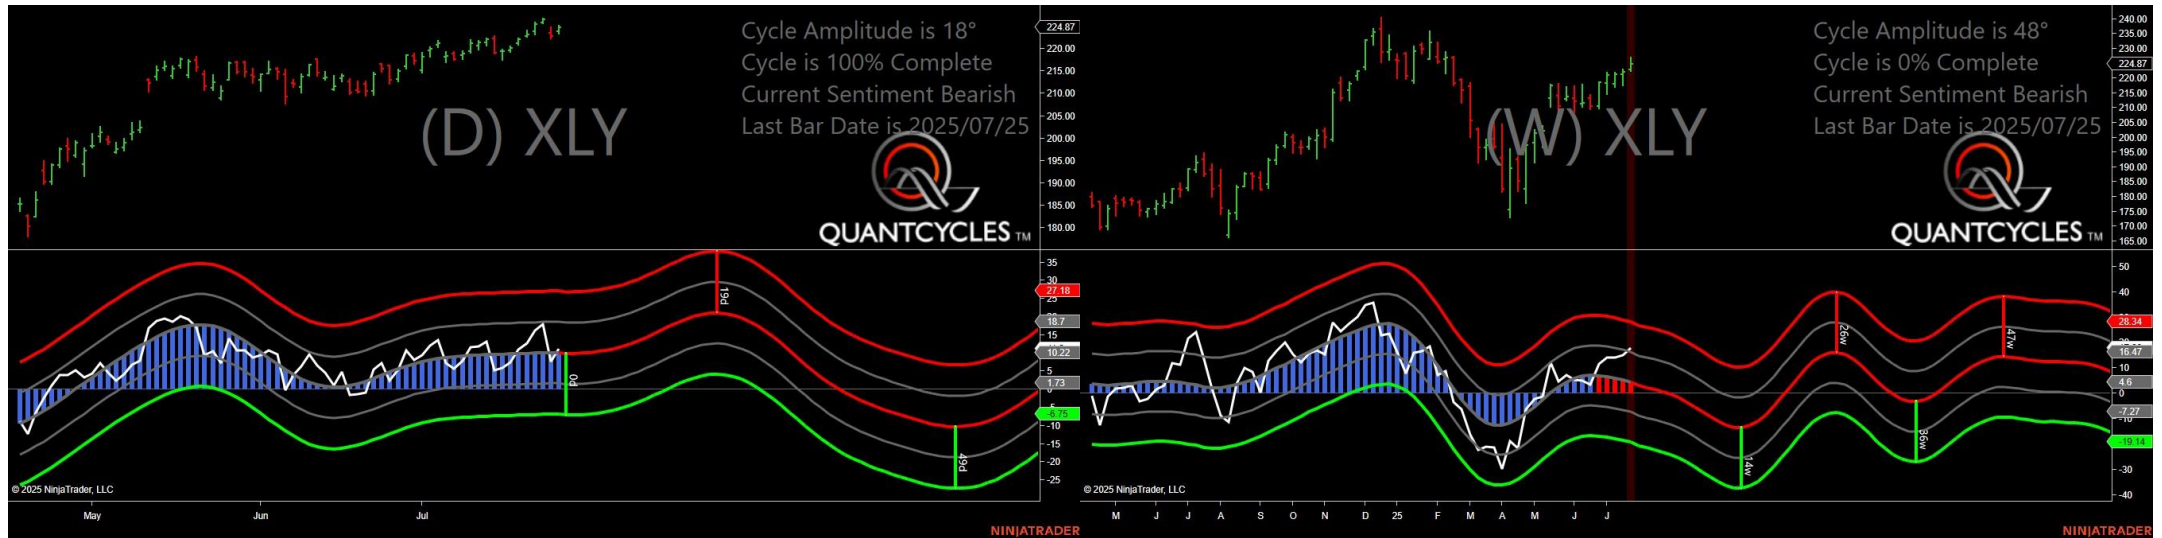 Cycle Amplitude is 18°
Cycle is 100% Complete
Current Sentiment Bearish
Last Bar Date is 2025/07/25
(D) XLY
QUANTCYCLES TM
224.87
220.00
215.00
210.00
205.00
200.00
195.00
190.00
185.00
180.00
35
30
27.18
25
18.7
15
10.22
5
1.73
-6.75
-10
-15
-20
-25
19d
0d
49d
© 2025 NinjaTrader, LLC
May
Jun
Jul
NINJATRADER
Cycle Amplitude is 48°
Cycle is 0% Complete
Current Sentiment Bearish
Last Bar Date is 2025/07/25
(W) XLY
QUANTCYCLES TM
240.00
235.00
230.00
224.87
220.00
215.00
210.00
205.00
200.00
195.00
190.00
185.00
180.00
175.00
170.00
165.00
50
40
28.34
16.47
10
4.6
0
-7.27
-19.14
-30
-40
26w
47w
14w
36w
© 2025 NinjaTrader, LLC
M
J
J
A
S
O
N
D
25
F
M
A
M
J
J
NINJATRADER